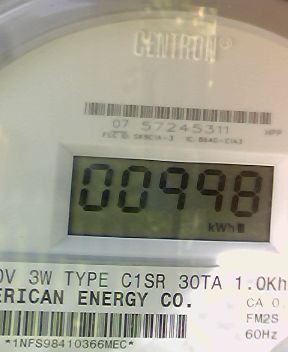 CENTRON®
07 57245311
00998
kWh
0V 3W TYPE C1SR 30TA 1.0Kh
ERICAN ENERGY CO.
CA 0.
FM2S
*1NFS98410366MEC*
60Hz